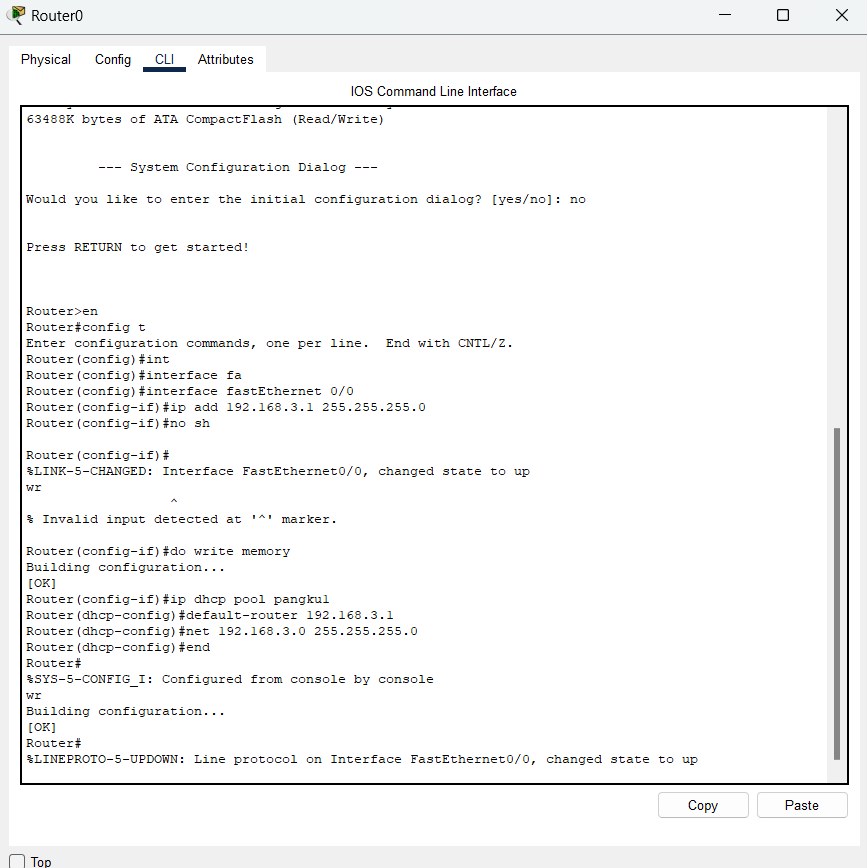 Router0
Physical Config CLI Attributes
IOS Command Line Interface
63488K bytes of ATA CompactFlash (Read/Write)
--- System Configuration Dialog ---
Would you like to enter the initial configuration dialog? [yes/no]: no
Press RETURN to get started!
Router>en
Router#config t
Enter configuration commands, one per line.  End with CNTL/Z.
Router(config)#int
Router(config)#interface fa
Router(config)#interface fastEthernet 0/0
Router(config-if)#ip add 192.168.3.1 255.255.255.0
Router(config-if)#no sh
Router(config-if)#
%LINK-5-CHANGED: Interface FastEthernet0/0, changed state to up
wr
^
% Invalid input detected at '^' marker.
Router(config-if)#do write memory
Building configuration...
[OK]
Router(config-if)#ip dhcp pool pangkul
Router(dhcp-config)#default-router 192.168.3.1
Router(dhcp-config)#net 192.168.3.0 255.255.255.0
Router(dhcp-config)#end
Router#
%SYS-5-CONFIG_I: Configured from console by console
wr
Building configuration...
[OK]
Router#
%LINEPROTO-5-UPDOWN: Line protocol on Interface FastEthernet0/0, changed state to up
Copy Paste
Top